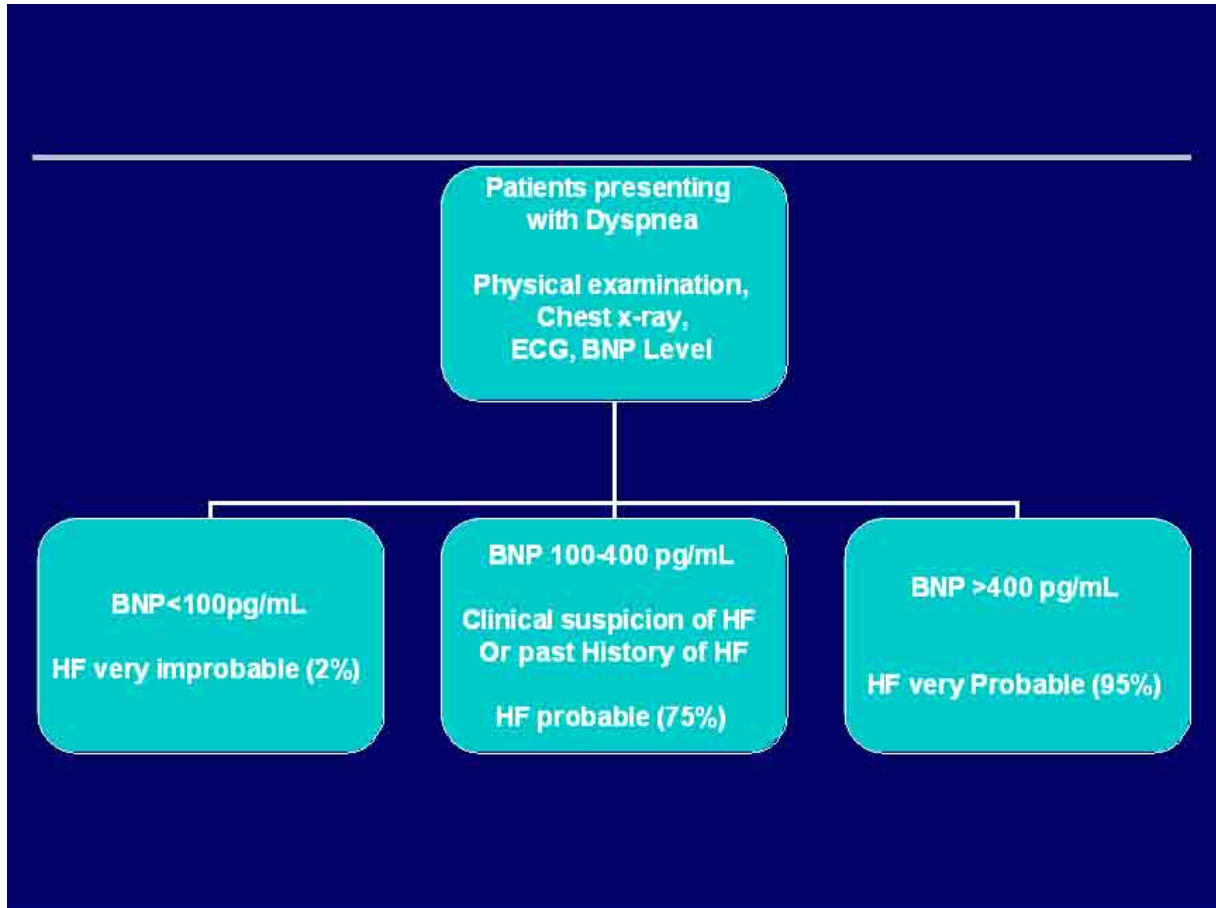 Patients presenting
with Dyspnea
Physical examination,
Chest x-ray,
ECG, BNP Level
BNP<100pg/mL
HF very improbable (2%)
BNP 100-400 pg/mL
Clinical suspicion of HF
Or past History of HF
HF probable (75%)
BNP >400 pg/mL
HF very Probable (95%)